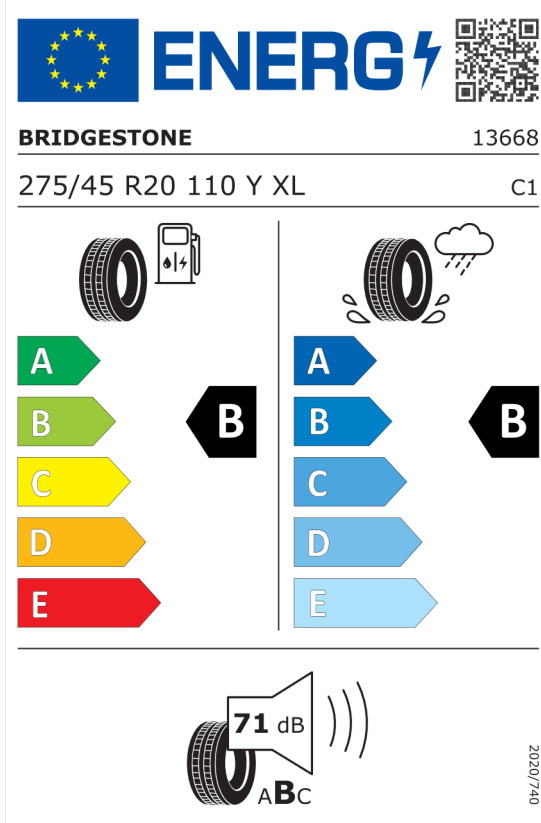 ENERG
BRIDGESTONE 13668
275/45 R20 110 Y XL C1
A
B
C
D
E
B
A
B
C
D
E
B
71 dB
ABC
2020/740